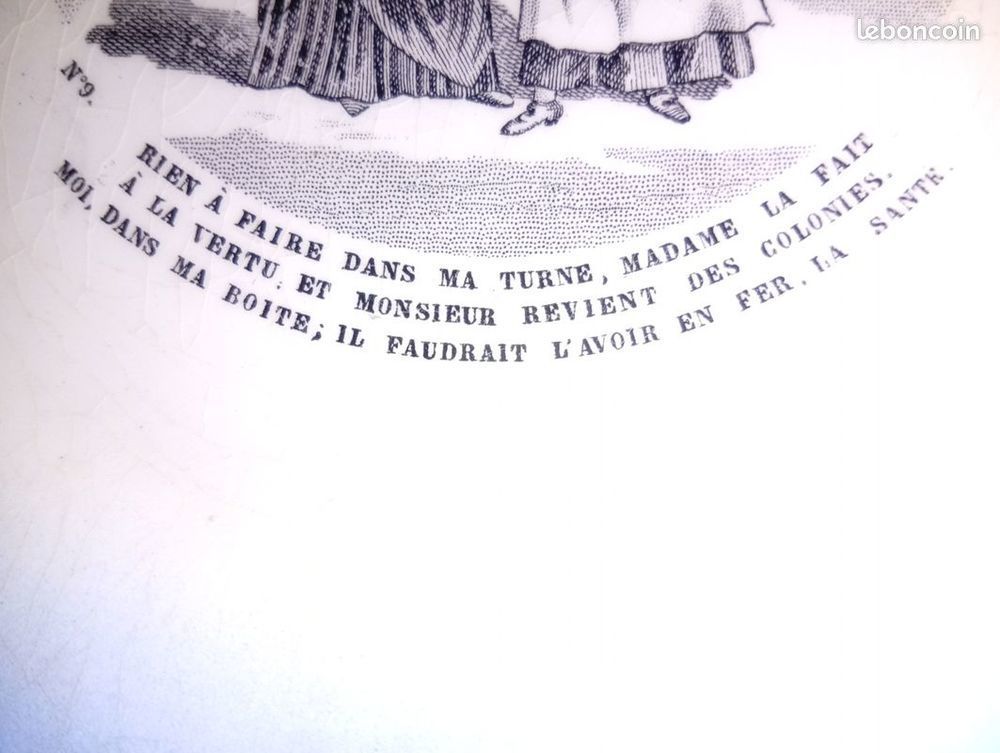 leboncoin
N° 9.
RIEN À FAIRE DANS MA TURNE, MADAME LA FAIT
À LA VERTU, ET MONSIEUR REVIENT DES COLONIES.
MOI, DANS MA BOITE; IL FAUDRAIT L'AVOIR EN FER, LA SANTE.